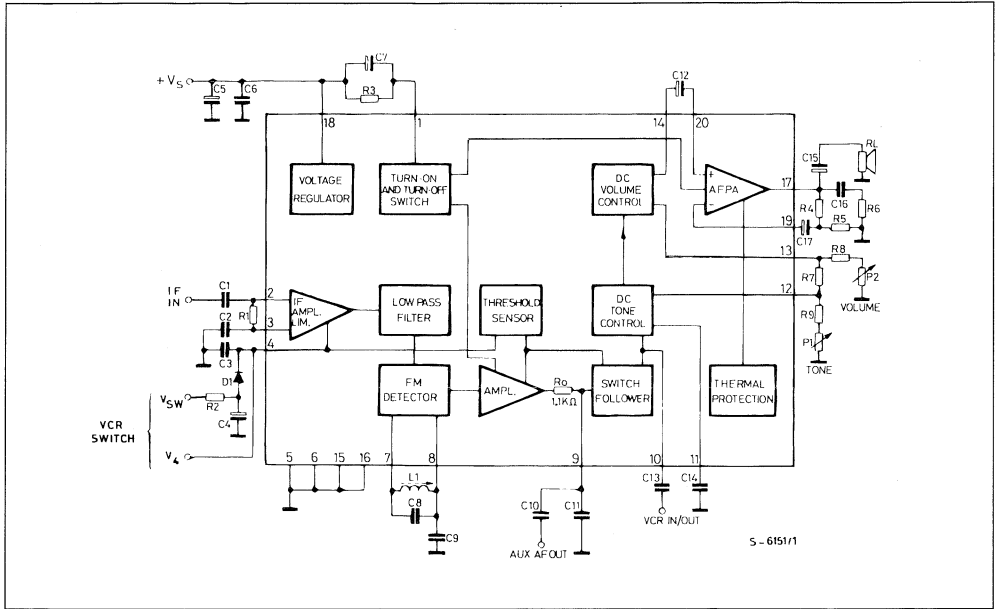 + Vs
C5
C6
C7
R3
C12
18
1
14
20
VOLTAGE
REGULATOR
TURN-ON
AND TURN-OFF
SWITCH
DC
VOLUME
CONTROL
+
AFPA
-
17
19
13
12
C15
RL
C16
R4
R5
R6
C17
R8
R7
P2
VOLUME
R9
P1
TONE
IF
IN
C1
R1
C2
C3
2
3
4
IF
AMPL.
LIM.
LOW PASS
FILTER
THRESHOLD
SENSOR
DC
TONE
CONTROL
D1
VSW
R2
C4
VCR
SWITCH
V4
FM
DETECTOR
AMPL.
Ro
1.1KΩ
SWITCH
FOLLOWER
THERMAL
PROTECTION
5
6
15
16
7
8
9
10
11
L1
C8
C9
C10
C11
C13
C14
AUX AF OUT
VCR IN/OUT
S-6151/1